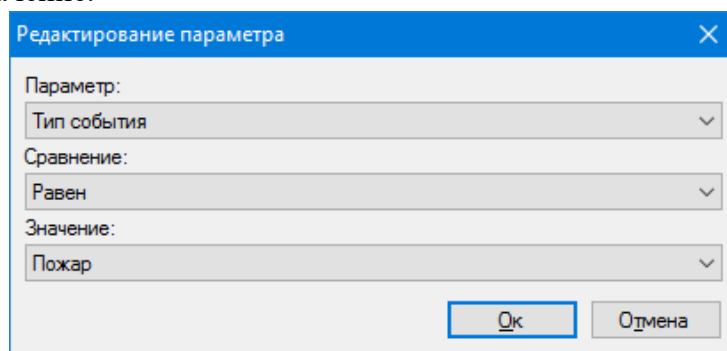 Редактирование параметра
Параметр:
Тип события
Сравнение:
Равен
Значение:
Пожар
Ок Отмена